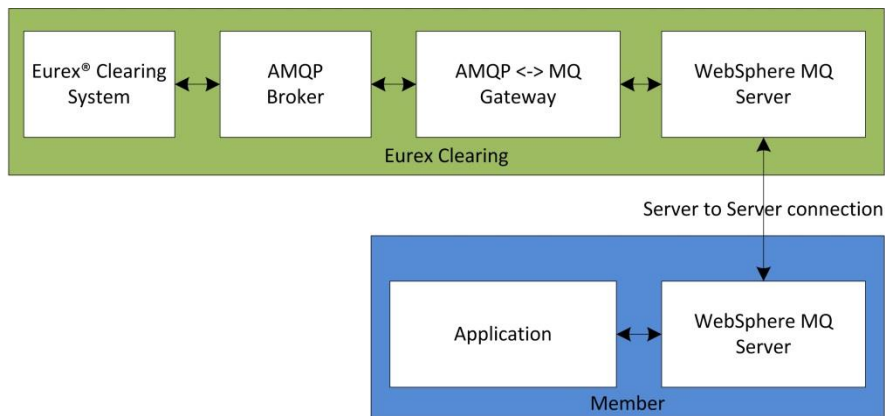 Eurex® Clearing
System
AMQP
Broker
AMQP <-> MQ
Gateway
WebSphere MQ
Server
Eurex Clearing
Server to Server connection
Application
WebSphere MQ
Server
Member